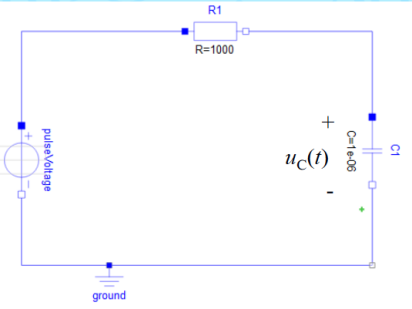 R1
R=1000
+
pulseVoltage
+
−
u_C(t)
C=1e-06
C1
-
+
ground